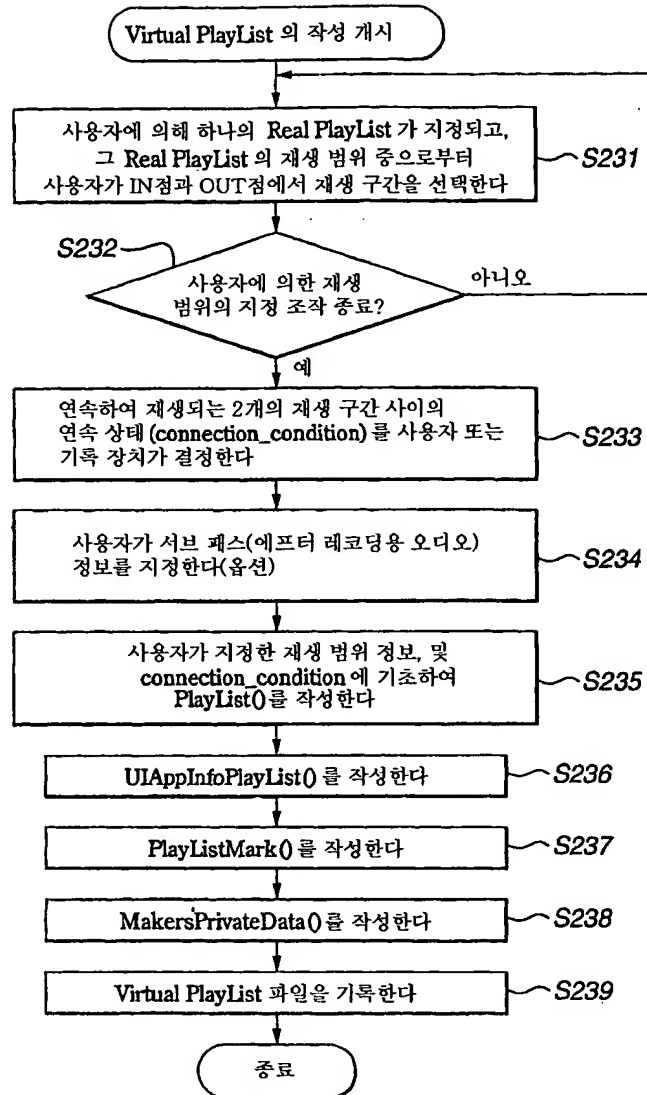 Virtual PlayList 의 작성 개시
사용자에 의해 하나의 Real PlayList 가 지정되고,
그 Real PlayList 의 재생 범위 중으로부터
사용자가 IN점과 OUT점에서 재생 구간을 선택한다
S231
S232
사용자에 의한 재생
범위의 지정 조작 종료?
아니오
예
연속하여 재생되는 2개의 재생 구간 사이의
연속 상태(connection_condition)를 사용자 또는
기록 장치가 결정한다
S233
사용자가 서브 패스(에프터 레코딩용 오디오)
정보를 지정한다(옵션)
S234
사용자가 지정한 재생 범위 정보, 및
connection_condition 에 기초하여
PlayList()를 작성한다
S235
UIAppInfoPlayList() 를 작성한다
S236
PlayListMark() 를 작성한다
S237
MakersPrivateData()를 작성한다
S238
Virtual PlayList 파일을 기록한다
S239
종료